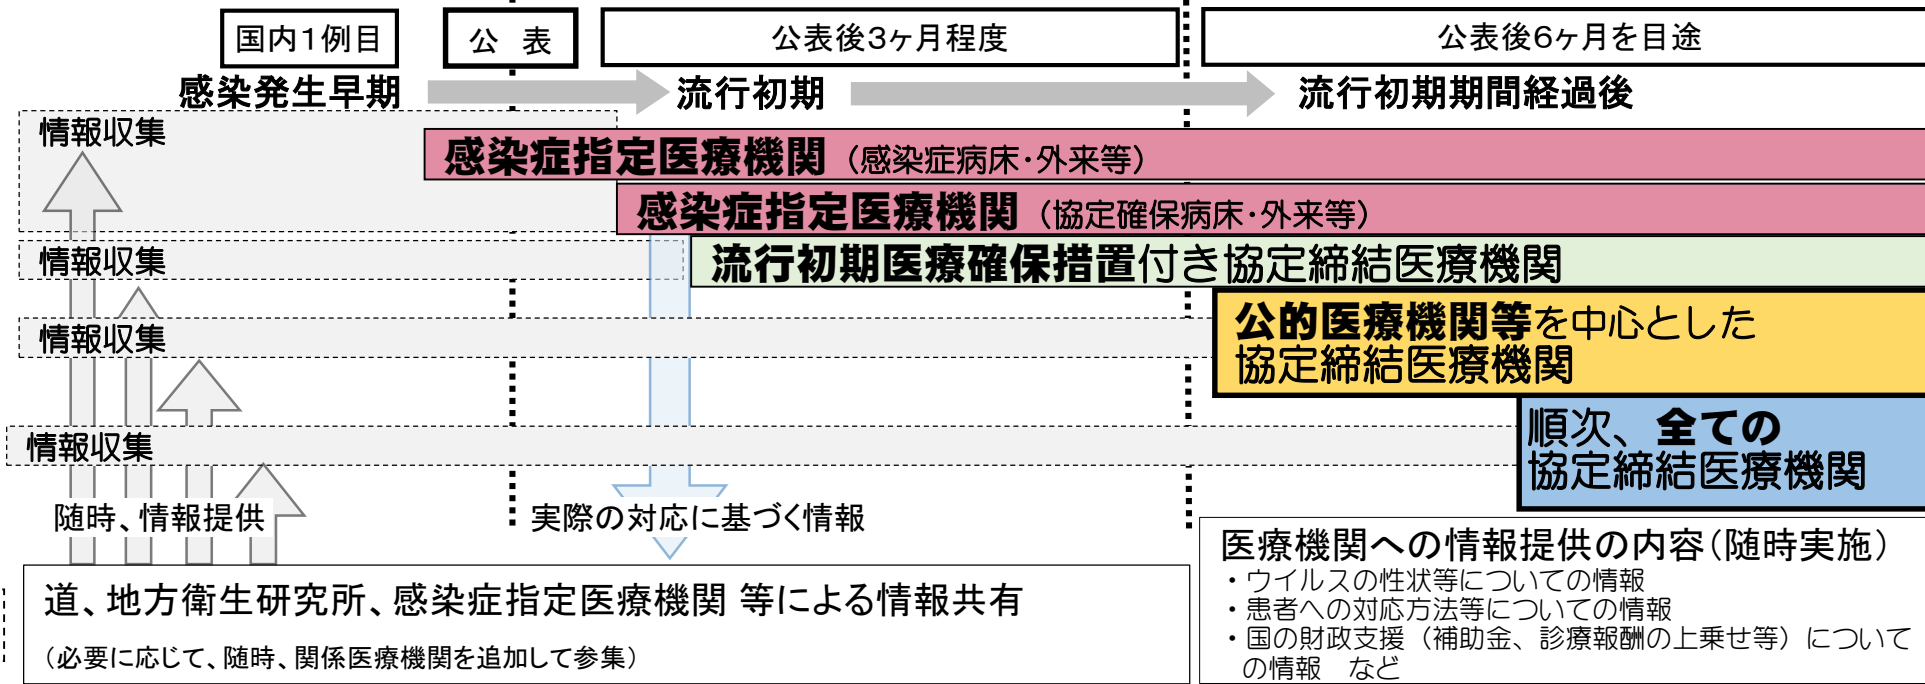 国内1例目
公 表
公表後3ヶ月程度
公表後6ヶ月を目途
感染発生早期
流行初期
流行初期期間経過後
情報収集
感染症指定医療機関（感染症病床・外来等）
感染症指定医療機関（協定確保病床・外来等）
情報収集
流行初期医療確保措置付き協定締結医療機関
情報収集
公的医療機関等を中心とした
協定締結医療機関
情報収集
順次、全ての
協定締結医療機関
随時、情報提供
実際の対応に基づく情報
道、地方衛生研究所、感染症指定医療機関 等による情報共有
（必要に応じて、随時、関係医療機関を追加して参集）
医療機関への情報提供の内容（随時実施）
・ウイルスの性状等についての情報
・患者への対応方法等についての情報
・国の財政支援（補助金、診療報酬の上乗せ等）について
の情報　など